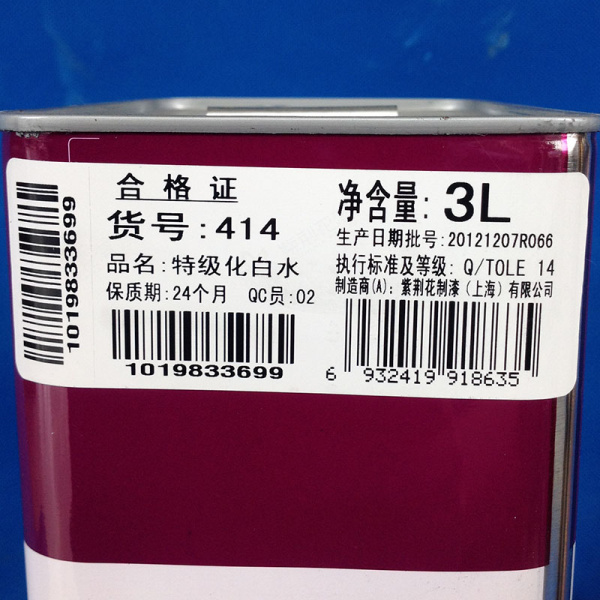 合格证
货号:414
品名:特级化白水
保质期:24个月 QC员:02
1019833699
1019833699
净含量: 3L
生产日期批号:20121207R066
执行标准及等级: Q/TOLE 14
制造商(A): 紫荆花制漆(上海)有限公司
6 932419 918635